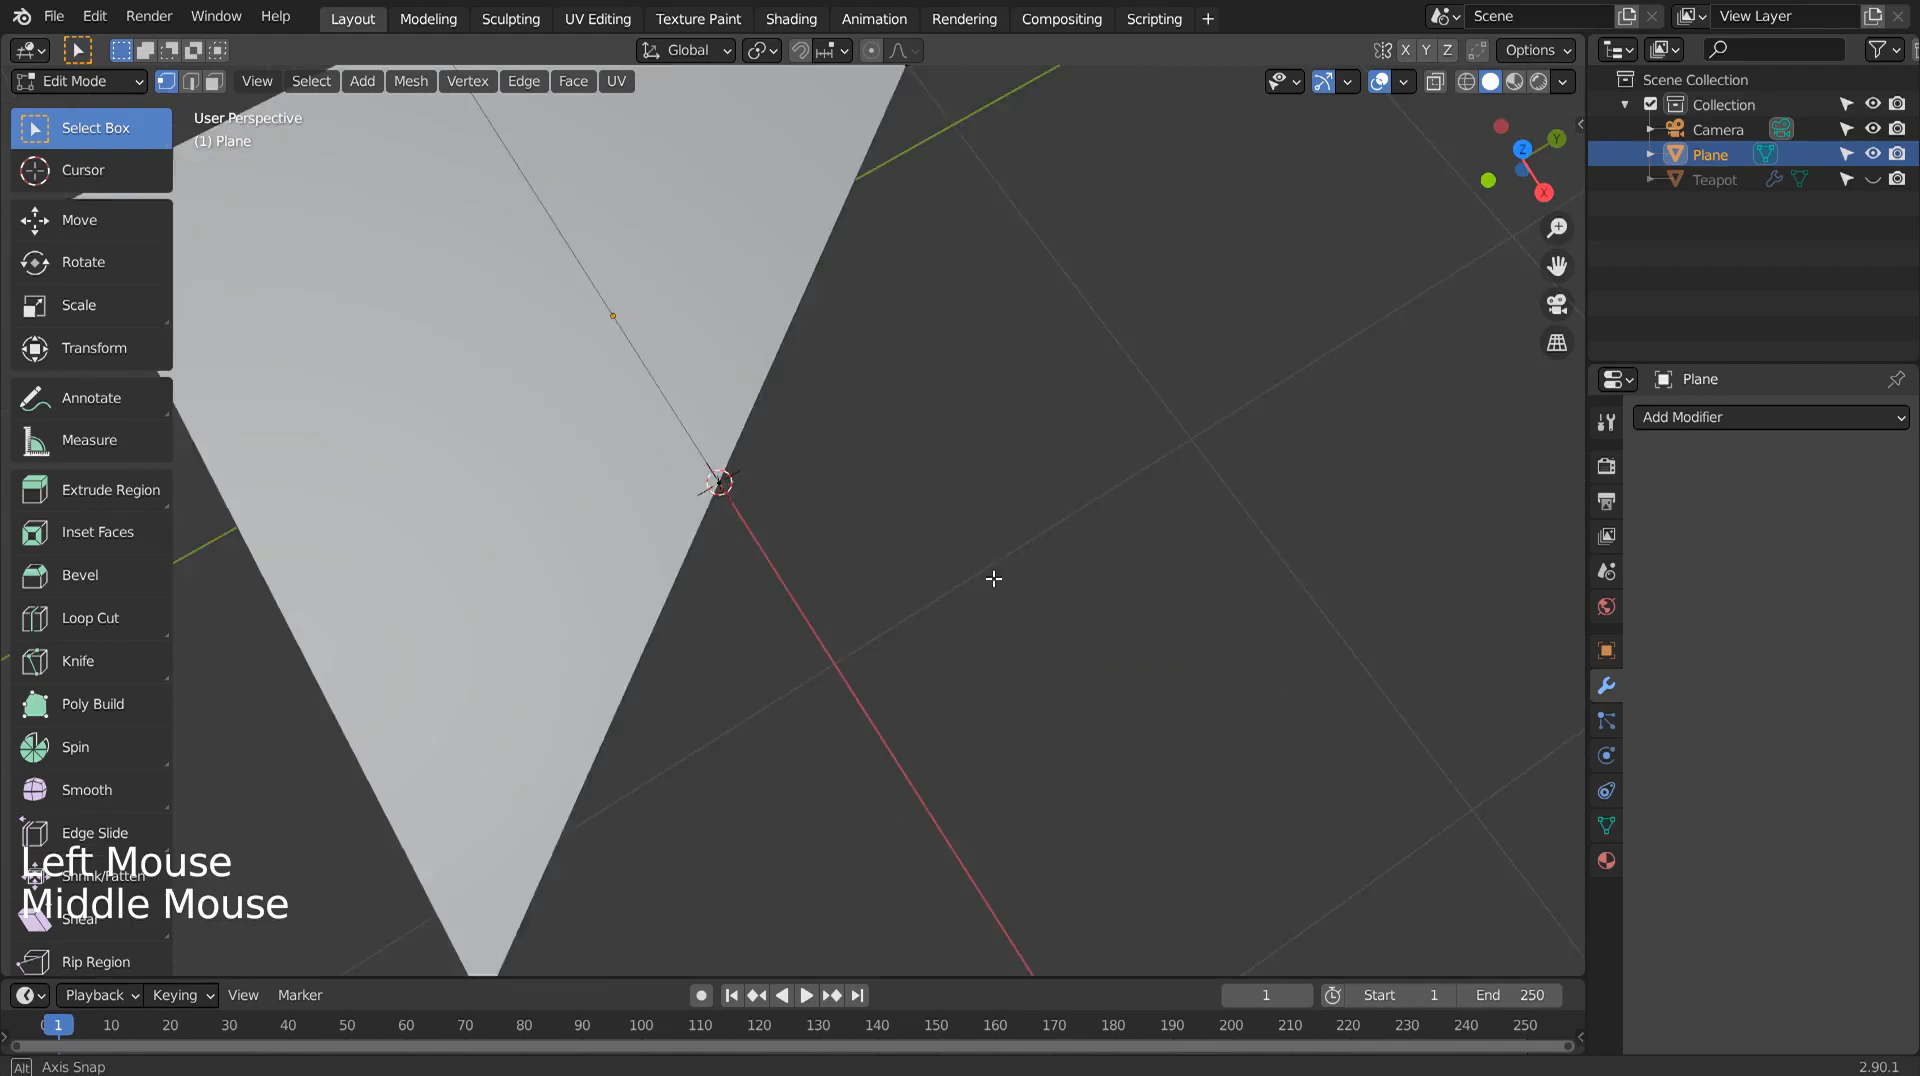 File Edit Render Window Help Layout Modeling Sculpting UV Editing Texture Paint Shading Animation Rendering Compositing Scripting + Scene View Layer
Global X Y Z Options
Edit Mode View Select Add Mesh Vertex Edge Face UV
Scene Collection
Collection
Camera
Plane
Teapot
User Perspective
(1) Plane
Z Y X
Select Box
Cursor
Move
Rotate
Scale
Transform
Annotate
Measure
Extrude Region
Inset Faces
Bevel
Loop Cut
Knife
Poly Build
Spin
Smooth
Edge Slide
Shrink/Fatten
Shear
Rip Region
Left Mouse
Middle Mouse
Plane
Add Modifier
Playback Keying View Marker 1 Start 1 End 250
1 10 20 30 40 50 60 70 80 90 100 110 120 130 140 150 160 170 180 190 200 210 220 230 240 250
Alt Axis Snap 2.90.1